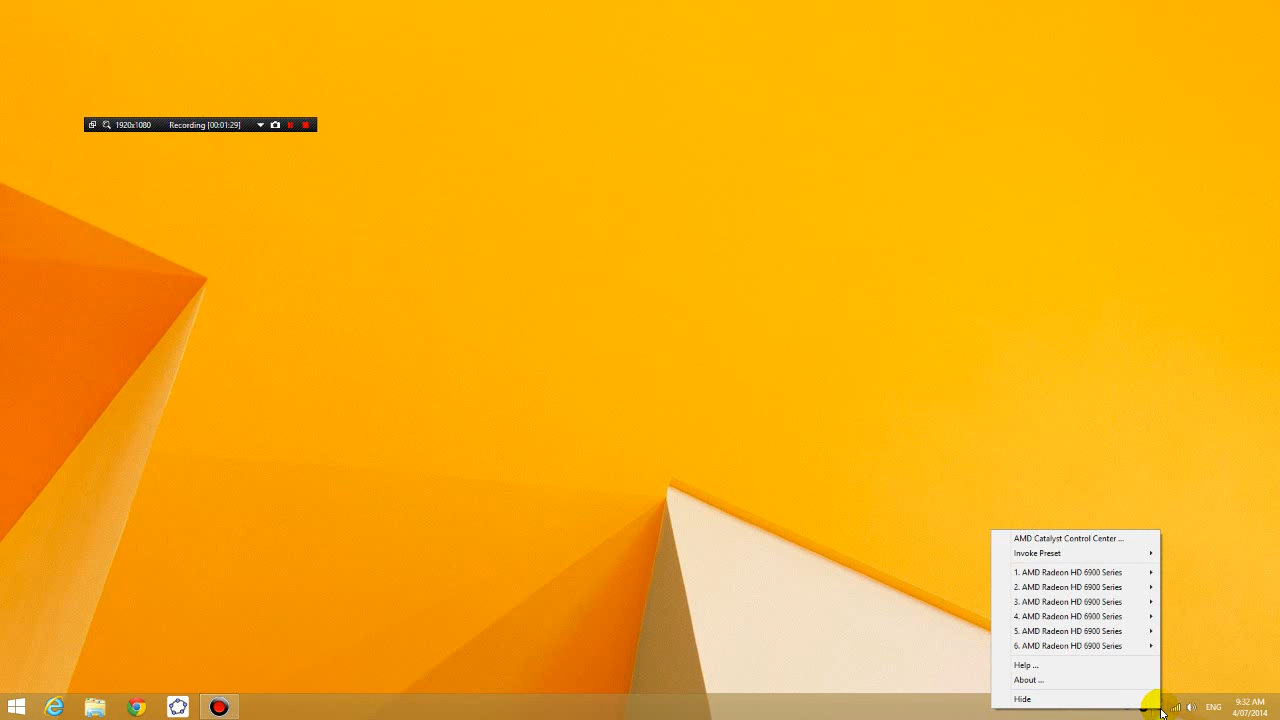 1920x1080 Recording [00:01:29]
AMD Catalyst Control Center ...
Invoke Preset
1. AMD Radeon HD 6900 Series
2. AMD Radeon HD 6900 Series
3. AMD Radeon HD 6900 Series
4. AMD Radeon HD 6900 Series
5. AMD Radeon HD 6900 Series
6. AMD Radeon HD 6900 Series
Help ...
About ...
Hide
ENG
9:32 AM
4/07/2014